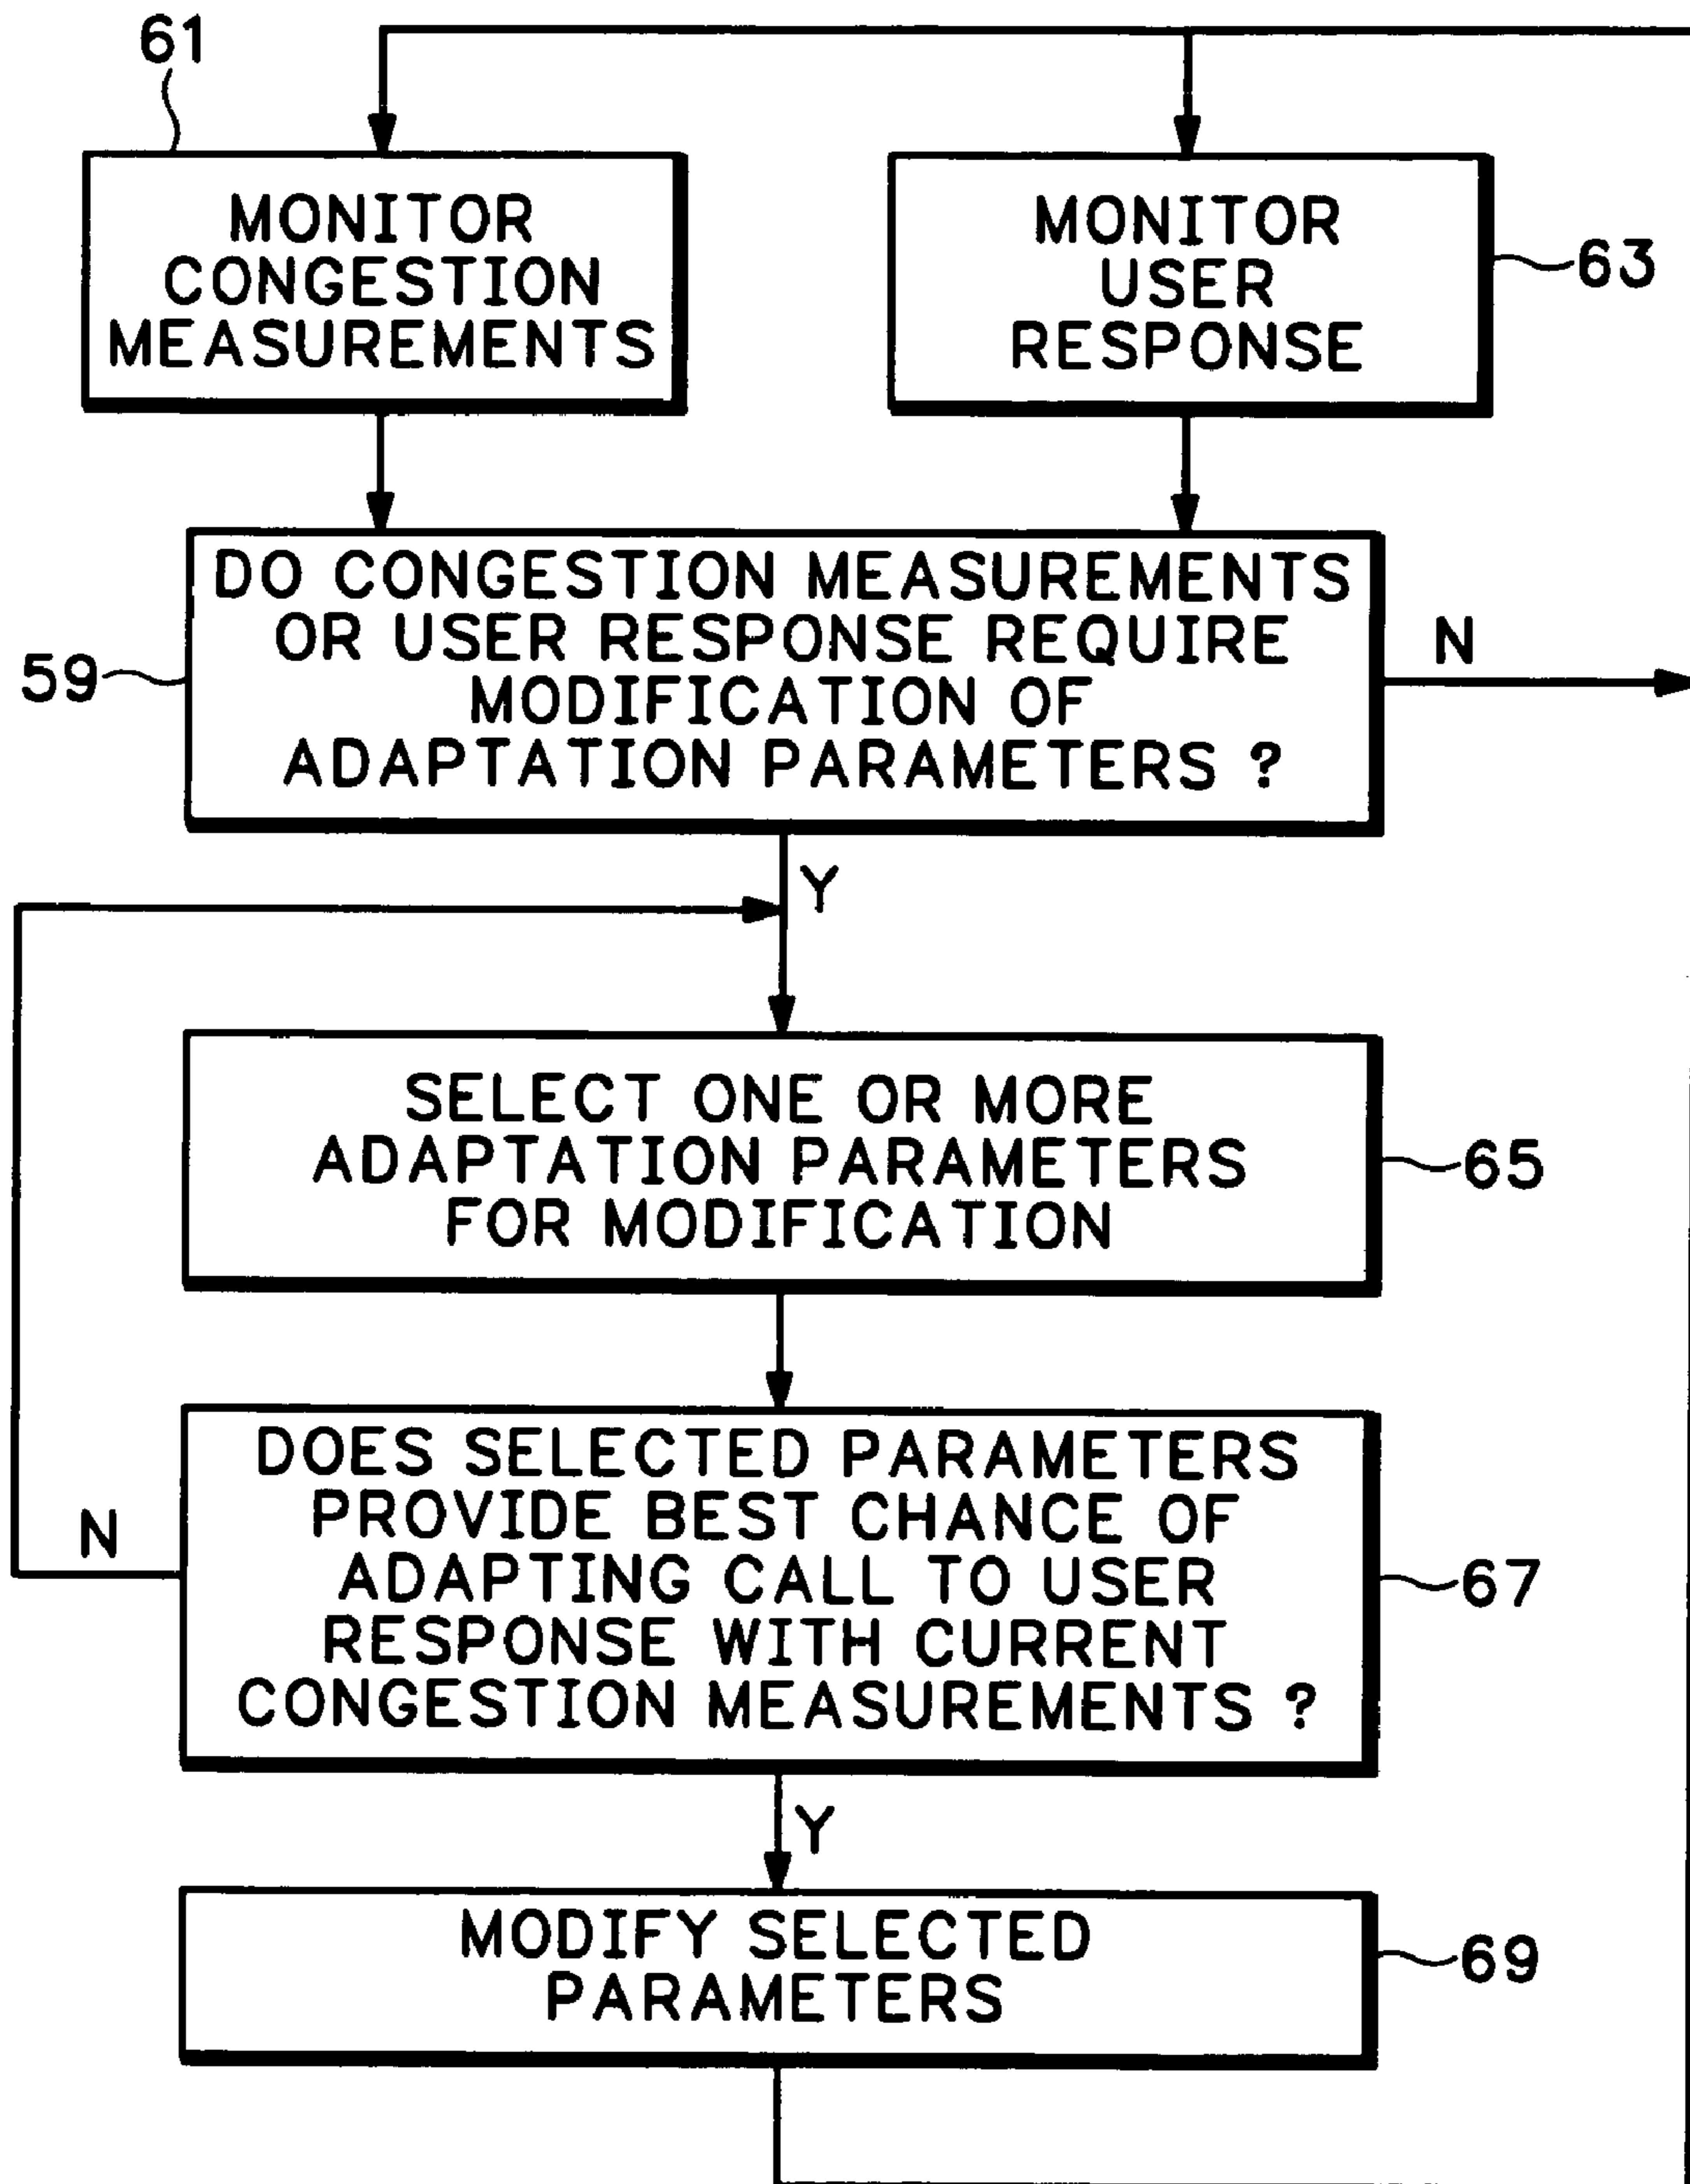 61
MONITOR
CONGESTION
MEASUREMENTS
MONITOR
USER
RESPONSE
63
DO CONGESTION MEASUREMENTS
OR USER RESPONSE REQUIRE
MODIFICATION OF
ADAPTATION PARAMETERS ?
59
N
Y
SELECT ONE OR MORE
ADAPTATION PARAMETERS
FOR MODIFICATION
65
DOES SELECTED PARAMETERS
PROVIDE BEST CHANCE OF
ADAPTING CALL TO USER
RESPONSE WITH CURRENT
CONGESTION MEASUREMENTS ?
N
67
Y
MODIFY SELECTED
PARAMETERS
69